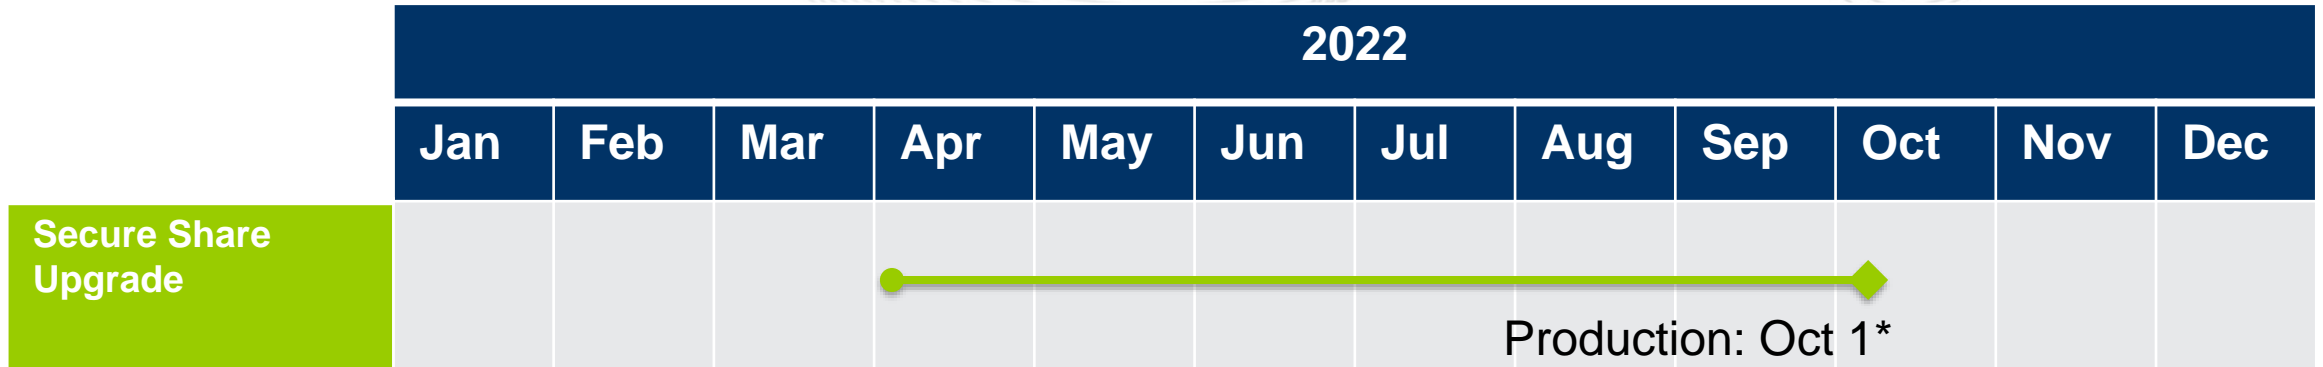 2022
Jan Feb Mar Apr May Jun Jul Aug Sep Oct Nov Dec
Secure Share
Upgrade
Production: Oct 1*